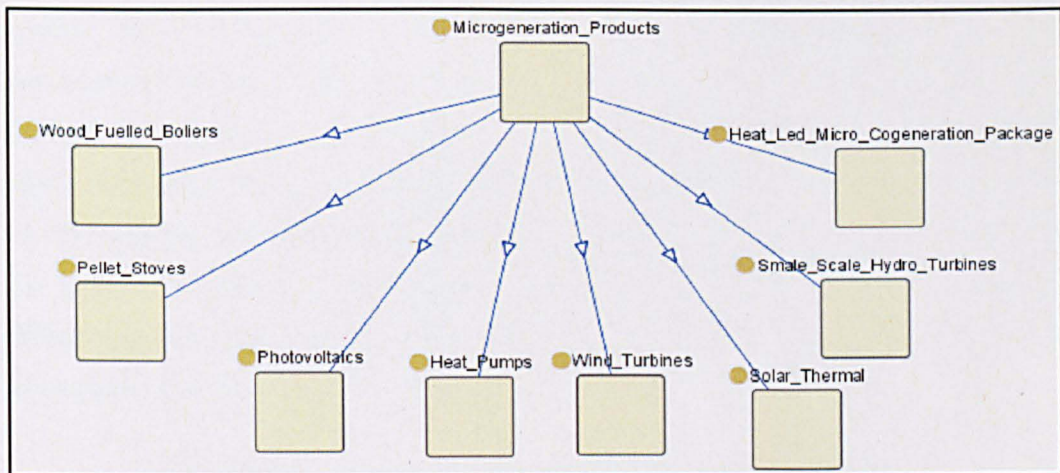 Microgeneration_Products
Wood_Fuelled_Boliers
Heat_Led_Micro_Cogeneration_Package
Pellet_Stoves
Smale_Scale_Hydro_Turbines
Photovoltaics
Heat_Pumps
Wind_Turbines
Solar_Thermal